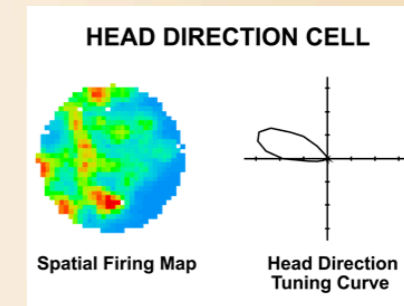 HEAD DIRECTION CELL
Spatial Firing Map
Head Direction
Tuning Curve